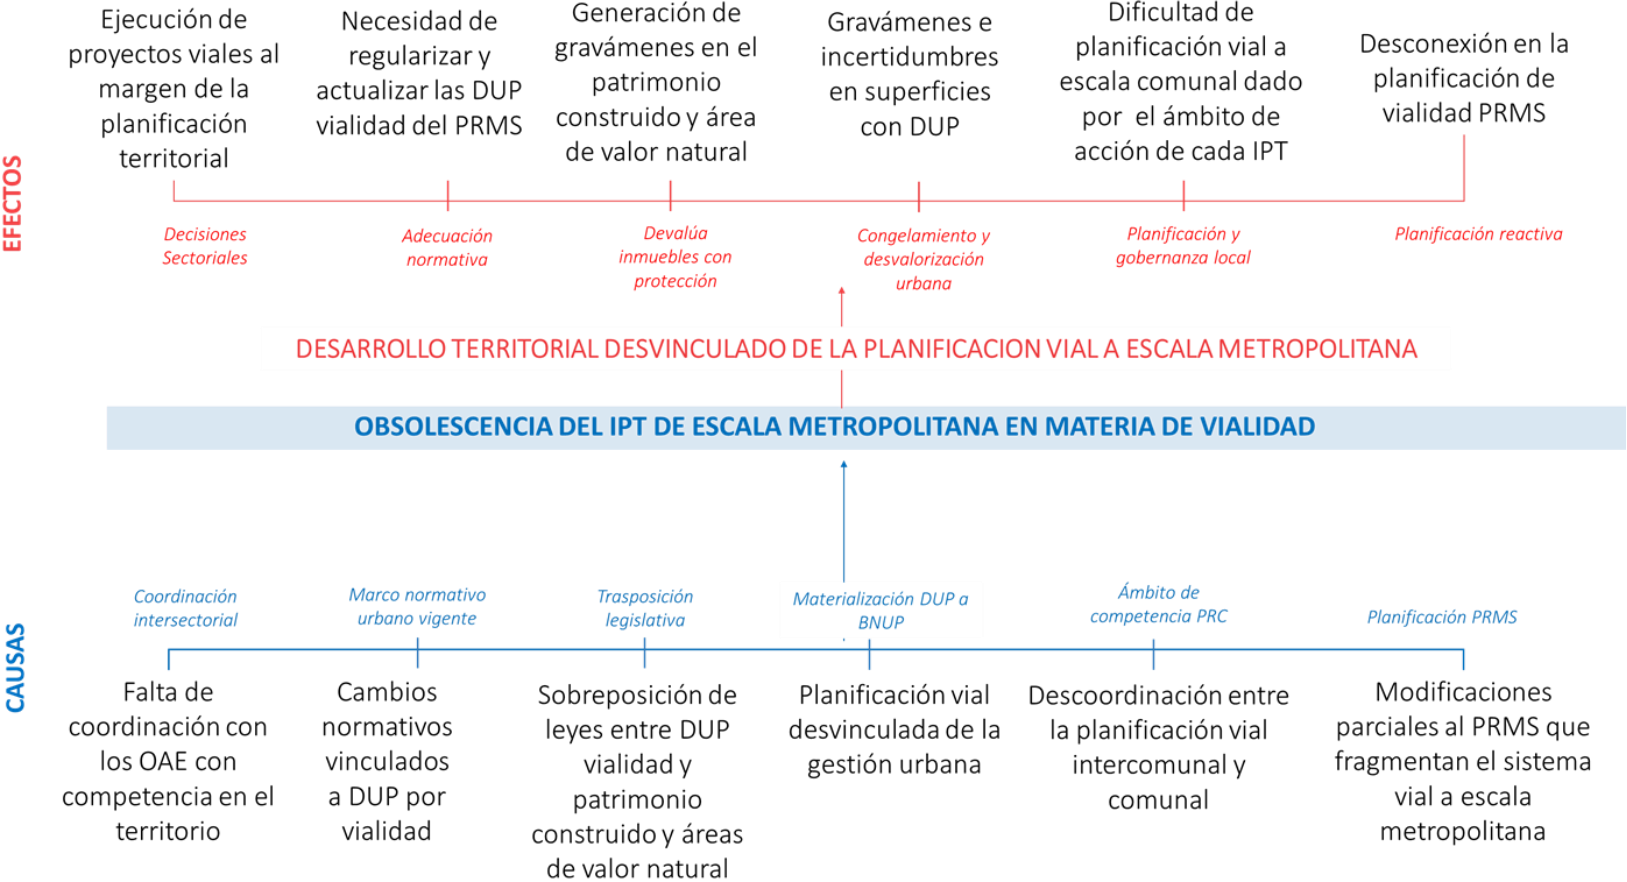 Ejecución de
proyectos viales al
margen de la
planificación
territorial
Necesidad de
regularizar y
actualizar las DUP
vialidad del PRMS
Generación de
gravámenes en el
patrimonio
construido y área
de valor natural
Gravámenes e
incertidumbres
en superficies
con DUP
Dificultad de
planificación vial a
escala comunal dado
por el ámbito de
acción de cada IPT
Desconexión en la
planificación de
vialidad PRMS
EFECTOS
Decisiones
Sectoriales
Adecuación
normativa
Devalúa
inmuebles con
protección
Congelamiento y
desvalorización
urbana
Planificación y
gobernanza local
Planificación reactiva
DESARROLLO TERRITORIAL DESVINCULADO DE LA PLANIFICACION VIAL A ESCALA METROPOLITANA
OBSOLESCENCIA DEL IPT DE ESCALA METROPOLITANA EN MATERIA DE VIALIDAD
CAUSAS
Coordinación
intersectorial
Marco normativo
urbano vigente
Trasposición
legislativa
Materialización DUP a
BNUP
Ámbito de
competencia PRC
Planificación PRMS
Falta de
coordinación con
los OAE con
competencia en el
territorio
Cambios
normativos
vinculados
a DUP por
vialidad
Sobreposición de
leyes entre DUP
vialidad y
patrimonio
construido y áreas
de valor natural
Planificación vial
desvinculada de la
gestión urbana
Descoordinación entre
la planificación vial
intercomunal y
comunal
Modificaciones
parciales al PRMS que
fragmentan el sistema
vial a escala
metropolitana